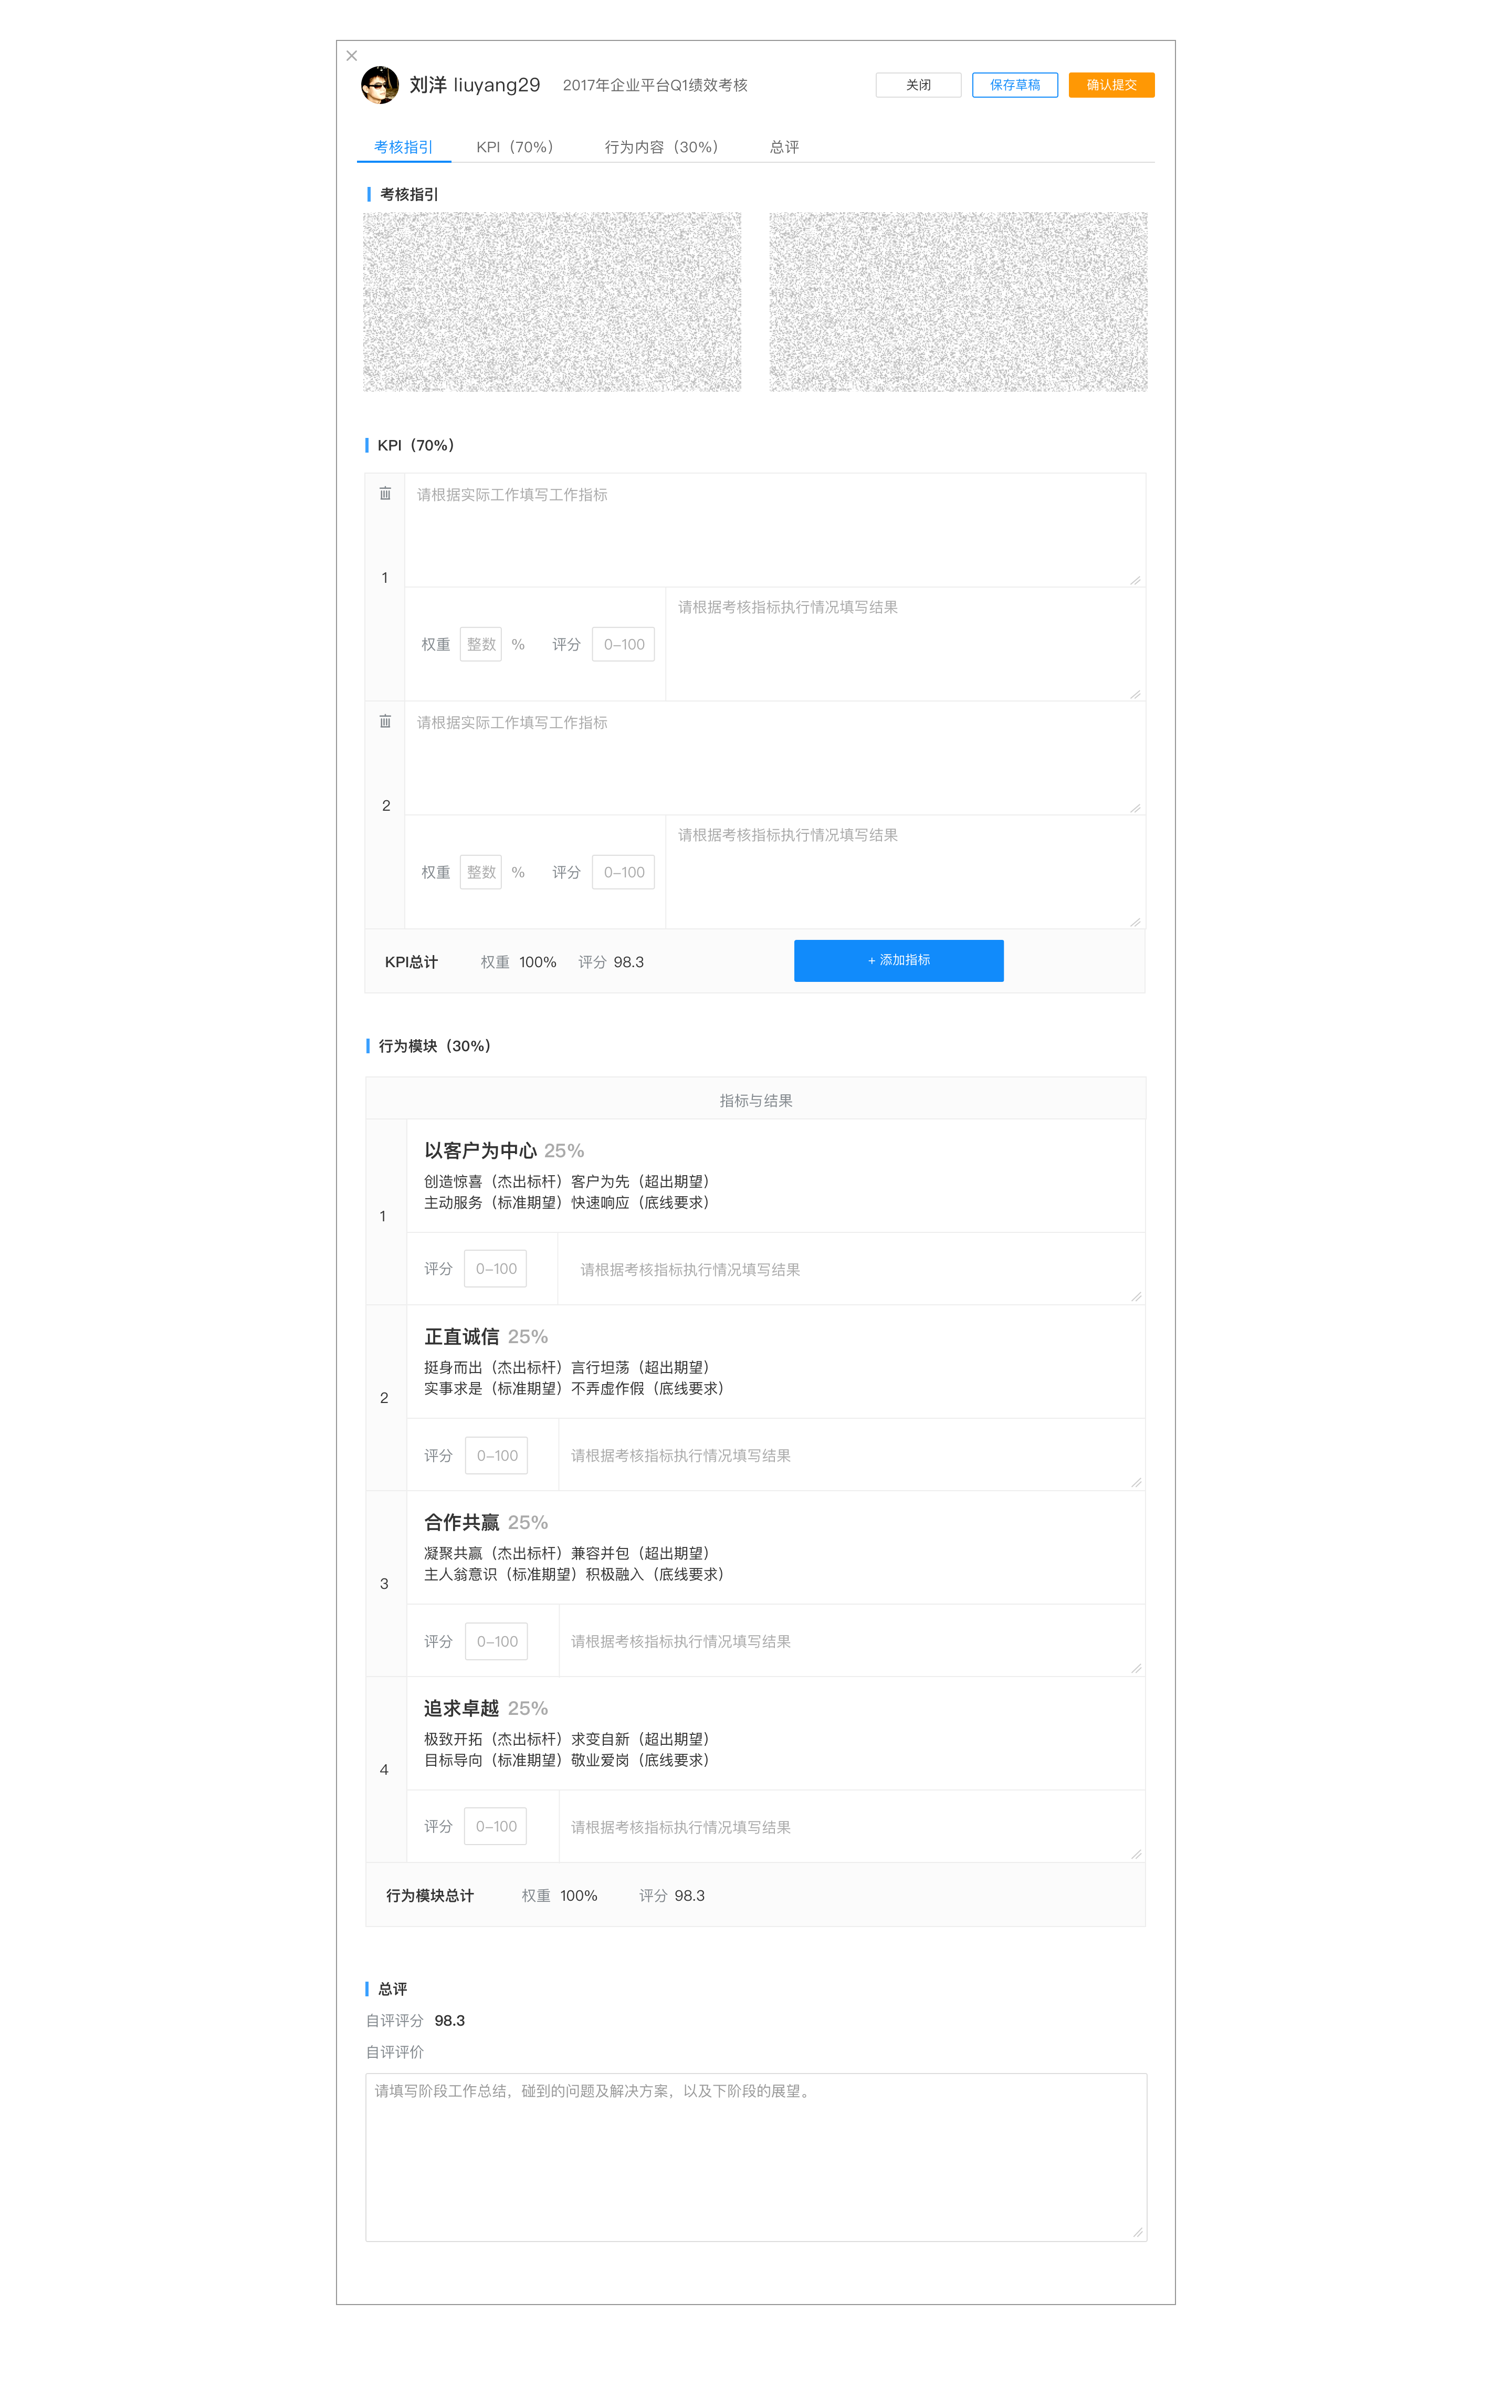 刘洋 liuyang29 2017年企业平台Q1绩效考核 关闭 保存草稿 确认提交
考核指引 KPI（70%） 行为内容（30%） 总评
考核指引
KPI（70%）
请根据实际工作填写工作指标
1
请根据考核指标执行情况填写结果
权重 整数 % 评分 0-100
请根据实际工作填写工作指标
2
请根据考核指标执行情况填写结果
权重 整数 % 评分 0-100
KPI总计 权重 100% 评分 98.3 + 添加指标
行为模块（30%）
指标与结果
以客户为中心 25%
创造惊喜（杰出标杆）客户为先（超出期望）
主动服务（标准期望）快速响应（底线要求）
1
评分 0-100 请根据考核指标执行情况填写结果
正直诚信 25%
挺身而出（杰出标杆）言行坦荡（超出期望）
实事求是（标准期望）不弄虚作假（底线要求）
2
评分 0-100 请根据考核指标执行情况填写结果
合作共赢 25%
凝聚共赢（杰出标杆）兼容并包（超出期望）
主人翁意识（标准期望）积极融入（底线要求）
3
评分 0-100 请根据考核指标执行情况填写结果
追求卓越 25%
极致开拓（杰出标杆）求变自新（超出期望）
目标导向（标准期望）敬业爱岗（底线要求）
4
评分 0-100 请根据考核指标执行情况填写结果
行为模块总计 权重 100% 评分 98.3
总评
自评评分 98.3
自评评价
请填写阶段工作总结，碰到的问题及解决方案，以及下阶段的展望。